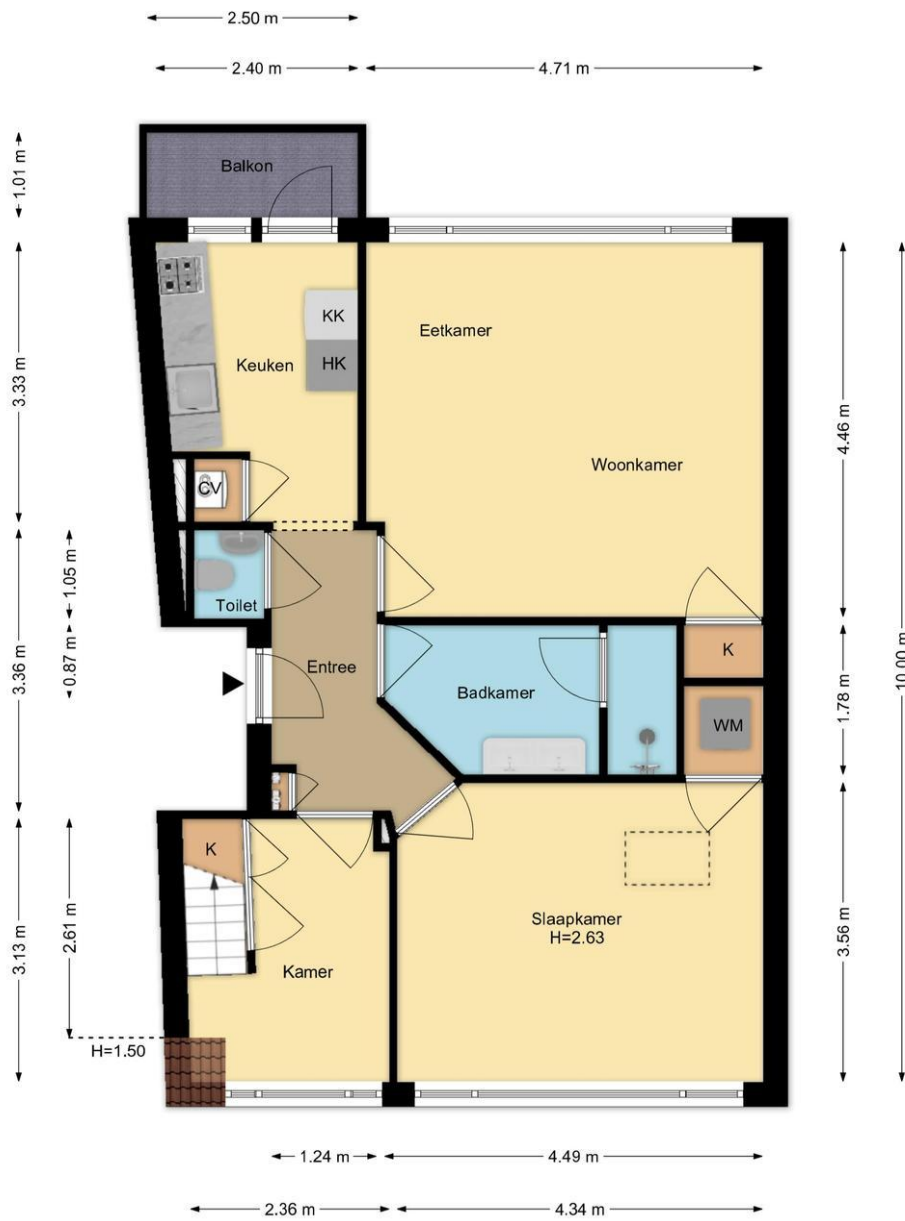 2.50 m
2.40 m
4.71 m
1.01 m
Balkon
KK
Eetkamer
Keuken
HK
3.33 m
4.46 m
Woonkamer
CV
10.00 m
1.05 m
Toilet
3.36 m
0.87 m
Entree
Badkamer
K
1.78 m
WM
K
Slaapkamer
H=2.63
3.13 m
2.61 m
3.56 m
Kamer
H=1.50
1.24 m
4.49 m
2.36 m
4.34 m